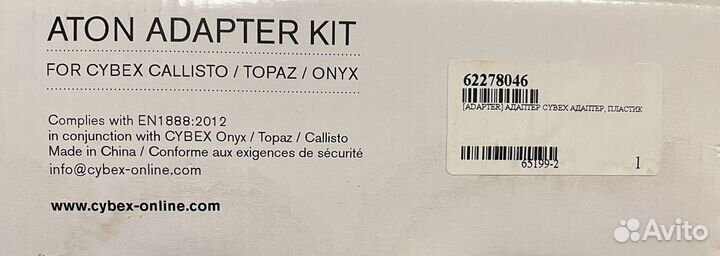 ATON ADAPTER KIT
FOR CYBEX CALLISTO / TOPAZ / ONYX
Complies with EN1888:2012
in conjunction with CYBEX Onyx / Topaz / Callisto
Made in China / Conforme aux exigences de sécurité
info@cybex-online.com
www.cybex-online.com
62278046
[ADAPTER] АДАПТЕР CYBEX АДАПТЕР, ПЛАСТИК
65199-2
1
Avito